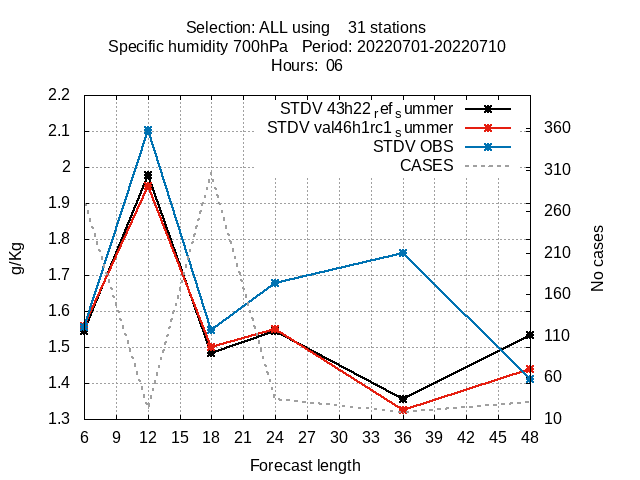 Selection: ALL using 31 stations
Specific humidity 700hPa Period: 20220701-20220710
Hours: 06
STDV 43h22_ref_summer
STDV val46h1rc1_summer
STDV OBS
CASES
g/Kg
2.2
2.1
2
1.9
1.8
1.7
1.6
1.5
1.4
1.3
360
310
260
210
160
110
60
10
No cases
6 9 12 15 18 21 24 27 30 33 36 39 42 45 48
Forecast length